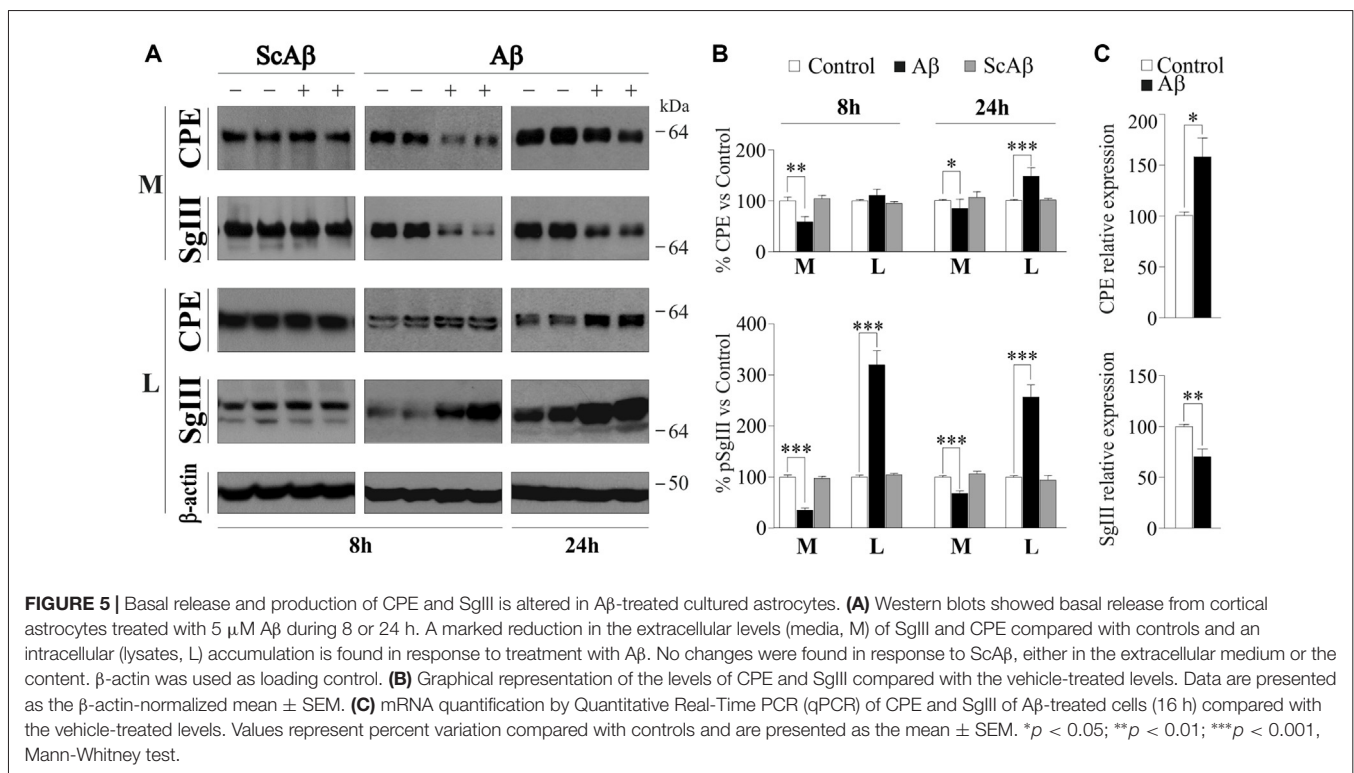 A
ScAβ Aβ
− − + + − − + + − − + +
kDa
CPE
−64
M
SgIII
−64
CPE
−64
L
SgIII
−64
β-actin
−50
8h 24h
B
Control Aβ ScAβ
8h 24h
% CPE vs Control
200
100
0
** * ***
M L M L
% pSgIII vs Control
400
300
200
100
0
*** *** *** ***
M L M L
C
Control
Aβ
CPE relative expression
200
150
100
50
0
*
SgIII relative expression
150
100
50
0
**
FIGURE 5 | Basal release and production of CPE and SgIII is altered in Aβ-treated cultured astrocytes. (A) Western blots showed basal release from cortical
astrocytes treated with 5 μM Aβ during 8 or 24 h. A marked reduction in the extracellular levels (media, M) of SgIII and CPE compared with controls and an
intracellular (lysates, L) accumulation is found in response to treatment with Aβ. No changes were found in response to ScAβ, either in the extracellular medium or the
content. β-actin was used as loading control. (B) Graphical representation of the levels of CPE and SgIII compared with the vehicle-treated levels. Data are presented
as the β-actin-normalized mean ± SEM. (C) mRNA quantification by Quantitative Real-Time PCR (qPCR) of CPE and SgIII of Aβ-treated cells (16 h) compared with
the vehicle-treated levels. Values represent percent variation compared with controls and are presented as the mean ± SEM. *p < 0.05; **p < 0.01; ***p < 0.001,
Mann-Whitney test.